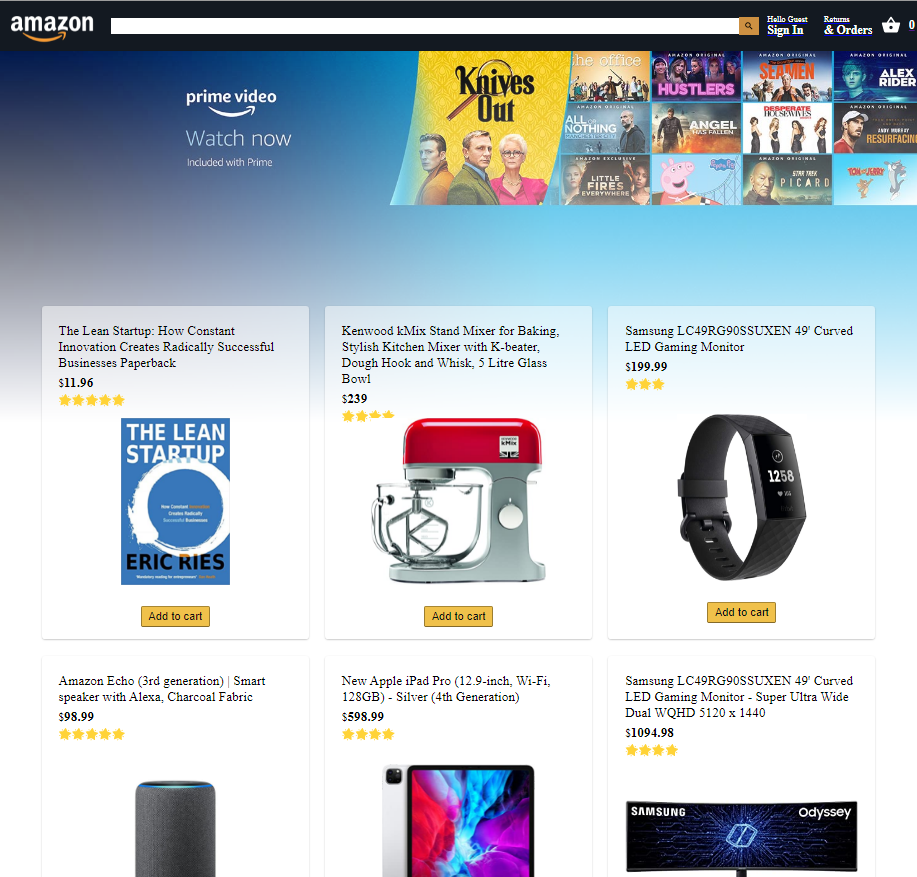 amazon
Hello Guest
Sign In
Returns
& Orders
0
prime video
Watch now
Included with Prime
Knives
Out
the office
AMAZON ORIGINAL
HUSTLERS
AMAZON ORIGINAL
SEA MEN
AMAZON ORIGINAL
ALEX
RIDER
AMAZON ORIGINAL
ALL OR
NOTHING
MANCHESTER CITY
ANGEL
HAS FALLEN
DESPERATE
HOUSEWIVES
AMAZON ORIGINAL
ANDY MURRAY
RESURFACING
AMAZON EXCLUSIVE
LITTLE
FIRES
EVERYWHERE
Peppa Pig
AMAZON ORIGINAL
STAR TREK
PICARD
TOM and JERRY
The Lean Startup: How Constant
Innovation Creates Radically Successful
Businesses Paperback
$11.96
THE LEAN
STARTUP
How Constant Innovation
Creates Radically
Successful Businesses
ERIC RIES
Kenwood kMix Stand Mixer for Baking,
Stylish Kitchen Mixer with K-beater,
Dough Hook and Whisk, 5 Litre Glass
Bowl
$239
kMix
Samsung LC49RG90SSUXEN 49' Curved
LED Gaming Monitor
$199.99
1258
Add to cart
Add to cart
Add to cart
Amazon Echo (3rd generation) | Smart
speaker with Alexa, Charcoal Fabric
$98.99
New Apple iPad Pro (12.9-inch, Wi-Fi,
128GB) - Silver (4th Generation)
$598.99
Samsung LC49RG90SSUXEN 49' Curved
LED Gaming Monitor - Super Ultra Wide
Dual WQHD 5120 x 1440
$1094.98
SAMSUNG
Odyssey